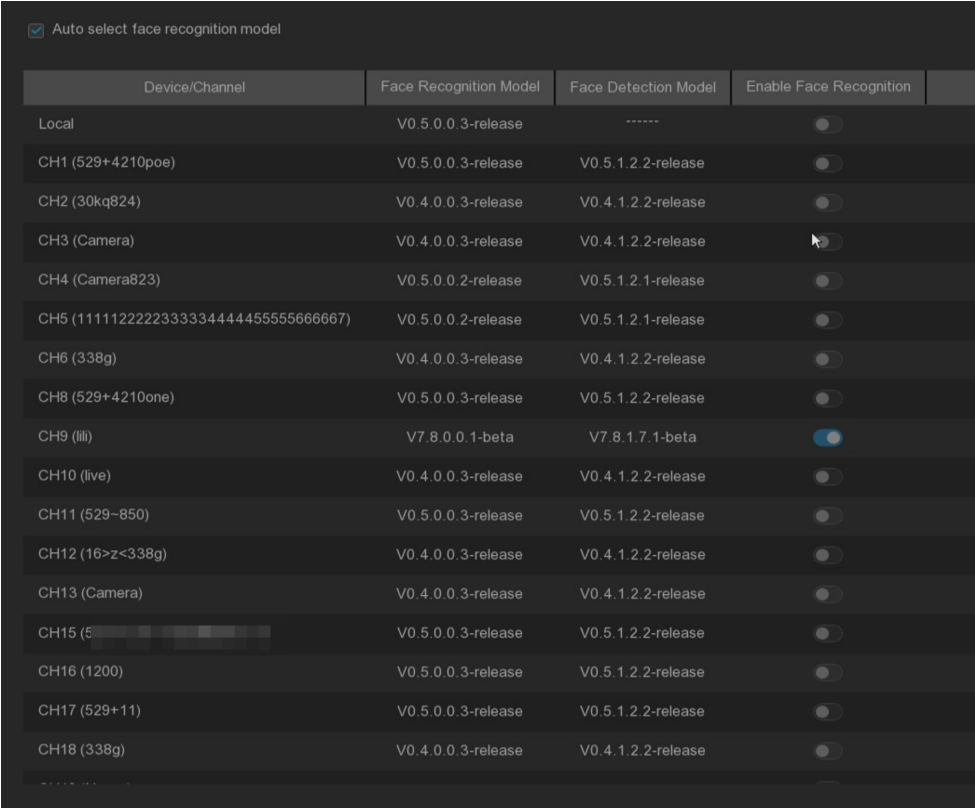 Auto select face recognition model
Device/Channel Face Recognition Model Face Detection Model Enable Face Recognition
Local V0.5.0.0.3-release ------
CH1 (529+4210poe) V0.5.0.0.3-release V0.5.1.2.2-release
CH2 (30kq824) V0.4.0.0.3-release V0.4.1.2.2-release
CH3 (Camera) V0.4.0.0.3-release V0.4.1.2.2-release
CH4 (Camera823) V0.5.0.0.2-release V0.5.1.2.1-release
CH5 (1111122222333334444455555666667) V0.5.0.0.2-release V0.5.1.2.1-release
CH6 (338g) V0.4.0.0.3-release V0.4.1.2.2-release
CH8 (529+4210one) V0.5.0.0.3-release V0.5.1.2.2-release
CH9 (lili) V7.8.0.0.1-beta V7.8.1.7.1-beta
CH10 (live) V0.4.0.0.3-release V0.4.1.2.2-release
CH11 (529~850) V0.5.0.0.3-release V0.5.1.2.2-release
CH12 (16>z<338g) V0.4.0.0.3-release V0.4.1.2.2-release
CH13 (Camera) V0.4.0.0.3-release V0.4.1.2.2-release
CH15 (5 V0.5.0.0.3-release V0.5.1.2.2-release
CH16 (1200) V0.5.0.0.3-release V0.5.1.2.2-release
CH17 (529+11) V0.5.0.0.3-release V0.5.1.2.2-release
CH18 (338g) V0.4.0.0.3-release V0.4.1.2.2-release